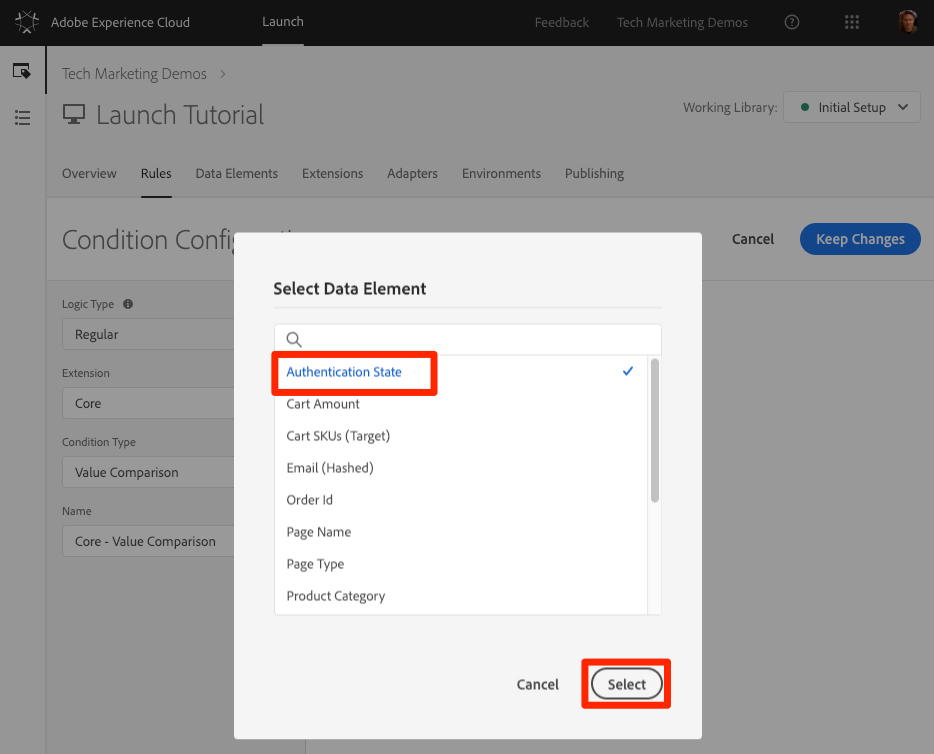 Adobe Experience Cloud
Launch
Feedback
Tech Marketing Demos
Tech Marketing Demos
Launch Tutorial
Working Library:
Initial Setup
Overview
Rules
Data Elements
Extensions
Adapters
Environments
Publishing
Condition
Cancel
Keep Changes
Logic Type
Regular
Extension
Core
Condition Type
Value Comparison
Name
Core - Value Comparison
Select Data Element
Authentication State
Cart Amount
Cart SKUs (Target)
Email (Hashed)
Order Id
Page Name
Page Type
Product Category
Cancel
Select